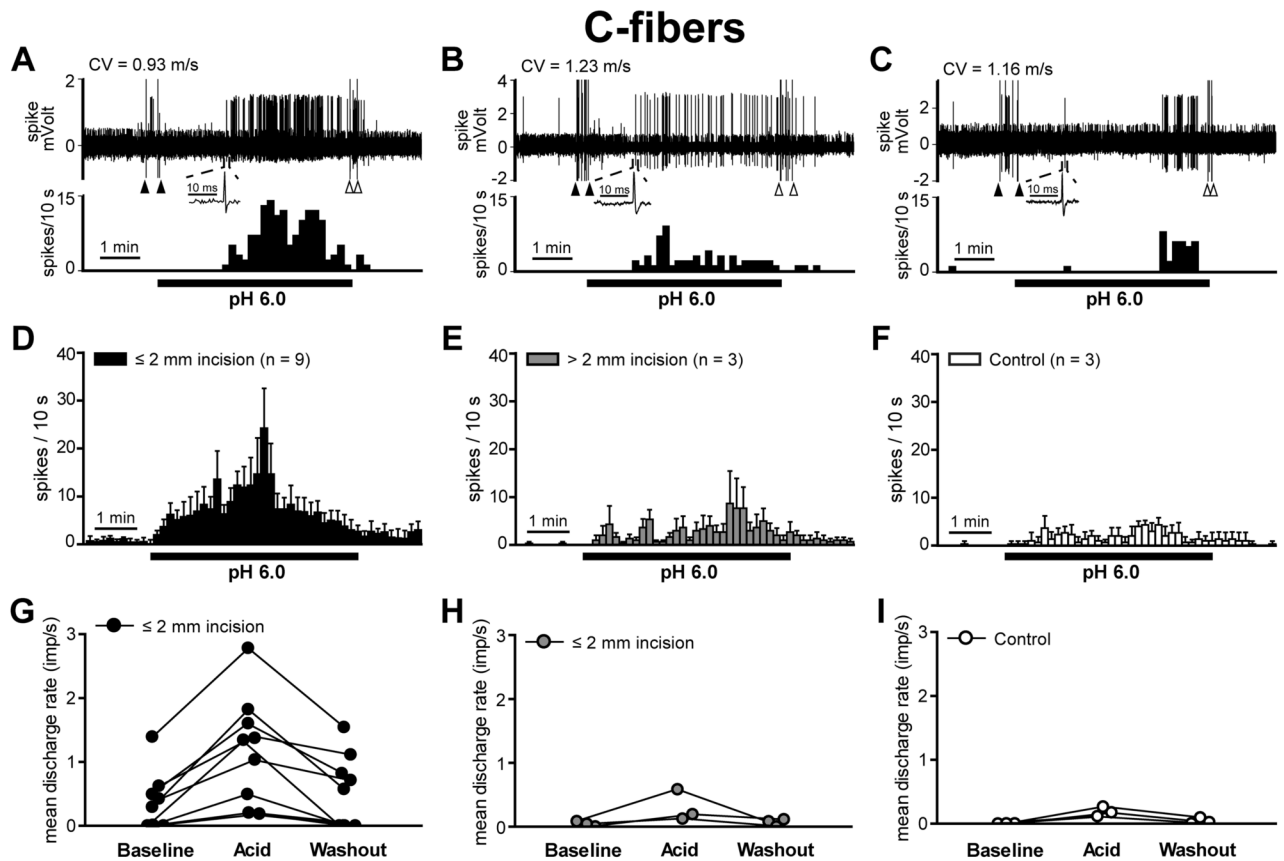 C-fibers
A
CV = 0.93 m/s
spike
mVolt
2
0
10 ms
spikes/10 s
15
0
1 min
pH 6.0
B
CV = 1.23 m/s
spike
mVolt
4
2
0
-2
10 ms
spikes/10 s
15
0
1 min
pH 6.0
C
CV = 1.16 m/s
spike
mVolt
2
0
-2
10 ms
spikes/10 s
15
0
1 min
pH 6.0
D
≤ 2 mm incision (n = 9)
spikes / 10 s
40
30
20
10
0
1 min
pH 6.0
E
> 2 mm incision (n = 3)
spikes / 10 s
40
30
20
10
0
1 min
pH 6.0
F
Control (n = 3)
spikes / 10 s
40
30
20
10
0
1 min
pH 6.0
G
≤ 2 mm incision
mean discharge rate (imp/s)
3
2
1
0
Baseline Acid Washout
H
≤ 2 mm incision
mean discharge rate (imp/s)
3
2
1
0
Baseline Acid Washout
I
Control
mean discharge rate (imp/s)
3
2
1
0
Baseline Acid Washout